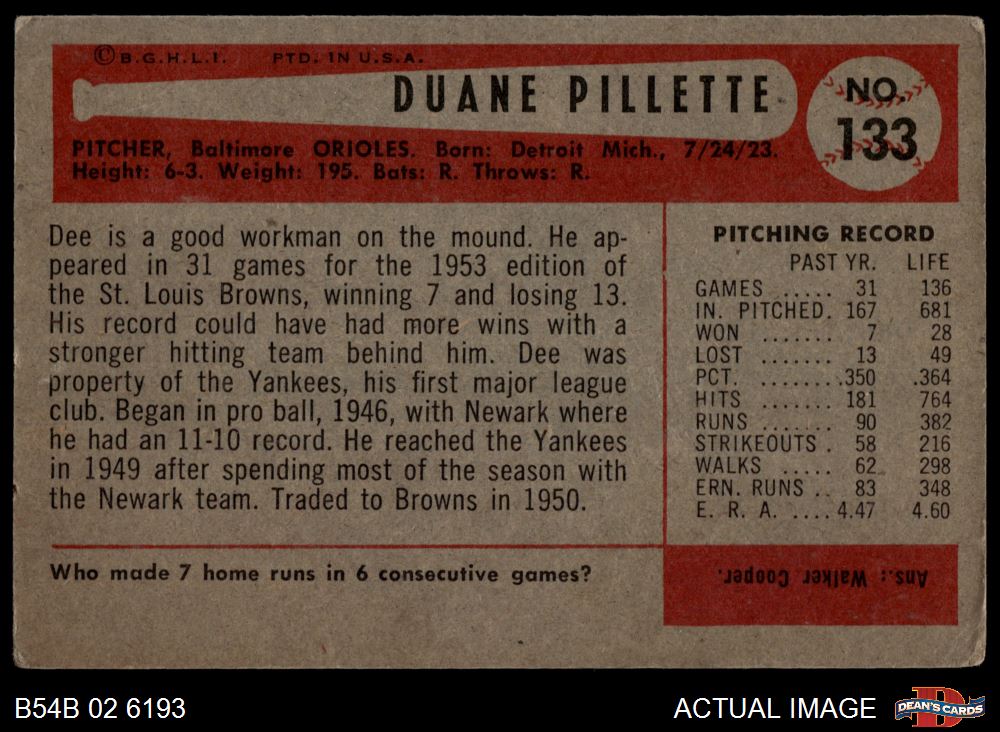 © B.G.H.L.I. PTD. IN U.S.A.
DUANE PILLETTE
NO.
133
PITCHER, Baltimore ORIOLES. Born: Detroit Mich., 7/24/23.
Height: 6-3. Weight: 195. Bats: R. Throws: R.
Dee is a good workman on the mound. He ap-
peared in 31 games for the 1953 edition of
the St. Louis Browns, winning 7 and losing 13.
His record could have had more wins with a
stronger hitting team behind him. Dee was
property of the Yankees, his first major league
club. Began in pro ball, 1946, with Newark where
he had an 11-10 record. He reached the Yankees
in 1949 after spending most of the season with
the Newark team. Traded to Browns in 1950.
PITCHING RECORD
PAST YR. LIFE
GAMES ..... 31 136
IN. PITCHED. 167 681
WON ....... 7 28
LOST ....... 13 49
PCT. ........ .350 .364
HITS ....... 181 764
RUNS ....... 90 382
STRIKEOUTS . 58 216
WALKS ..... 62 298
ERN. RUNS .. 83 348
E. R. A. .... 4.47 4.60
Who made 7 home runs in 6 consecutive games?
Ans.: Walker Cooper.
B54B 02 6193
ACTUAL IMAGE
D
DEAN'S CARDS